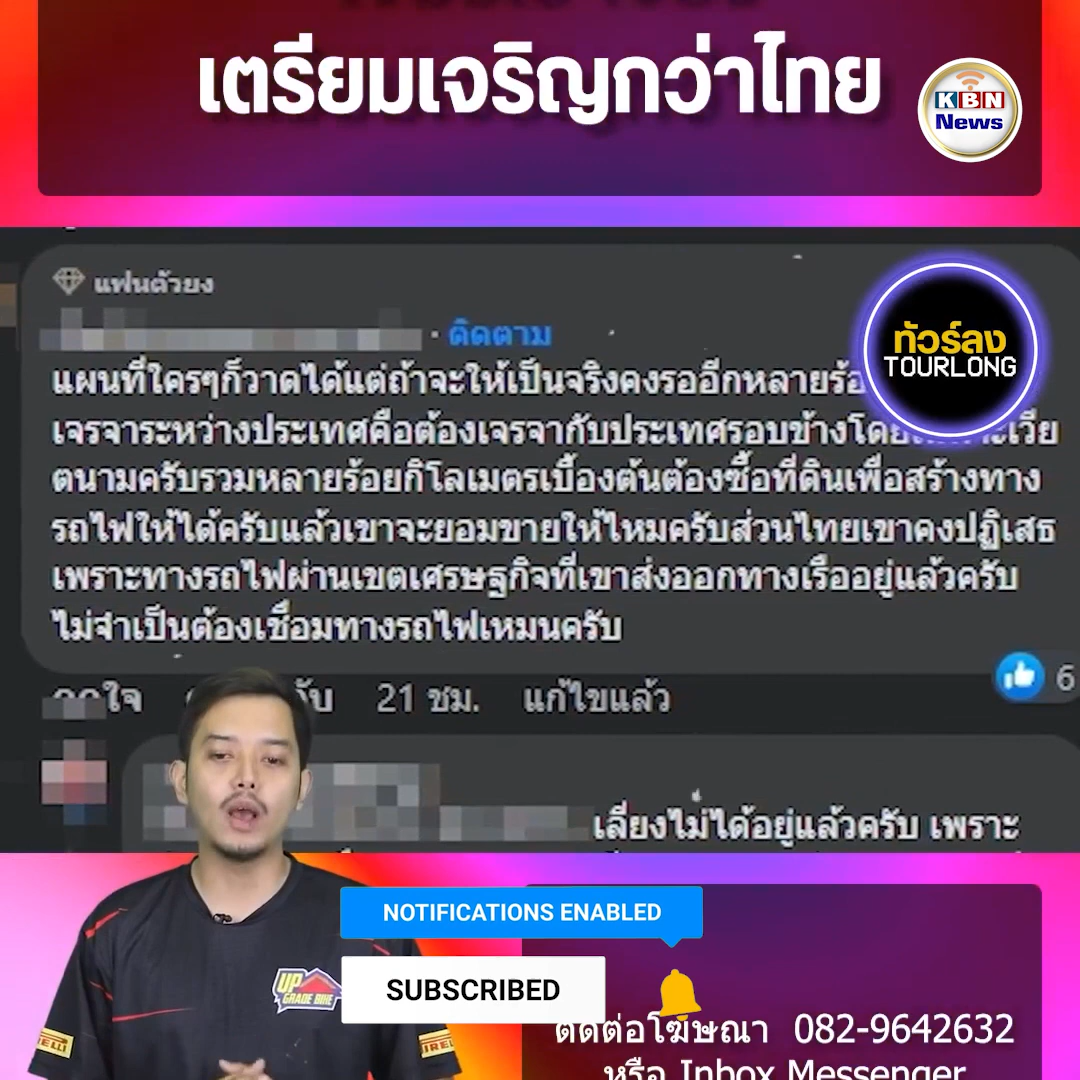 เตรียมเจริญกว่าไทย
KBN
News
แฟนตัวยง
· ติดตาม
ทัวร์ลง
TOURLONG
แผนที่ใครๆก็วาดได้แต่ถ้าจะให้เป็นจริงคงรออีกหลายร้อ
เจรจาระหว่างประเทศคือต้องเจรจากับประเทศรอบข้างโดย
ตนามครับรวมหลายร้อยกิโลเมตรเบื้องต้นต้องซื้อที่ดินเพื่อสร้างทาง
รถไฟให้ได้ครับแล้วเขาจะยอมขายให้ไหมครับส่วนไทยเขาคงปฏิเสธ
เพราะทางรถไฟผ่านเขตเศรษฐกิจที่เขาส่งออกทางเรืออยู่แล้วครับ
ไม่จำเป็นต้องเชื่อมทางรถไฟเหมนครับ
6
21 ชม. แก้ไขแล้ว
เลี่ยงไม่ได้อยู่แล้วครับ เพราะ
NOTIFICATIONS ENABLED
SUBSCRIBED
UP
GRADE BIKE
ติดต่อโฆษณา 082-9642632
หรือ Inbox Messenger